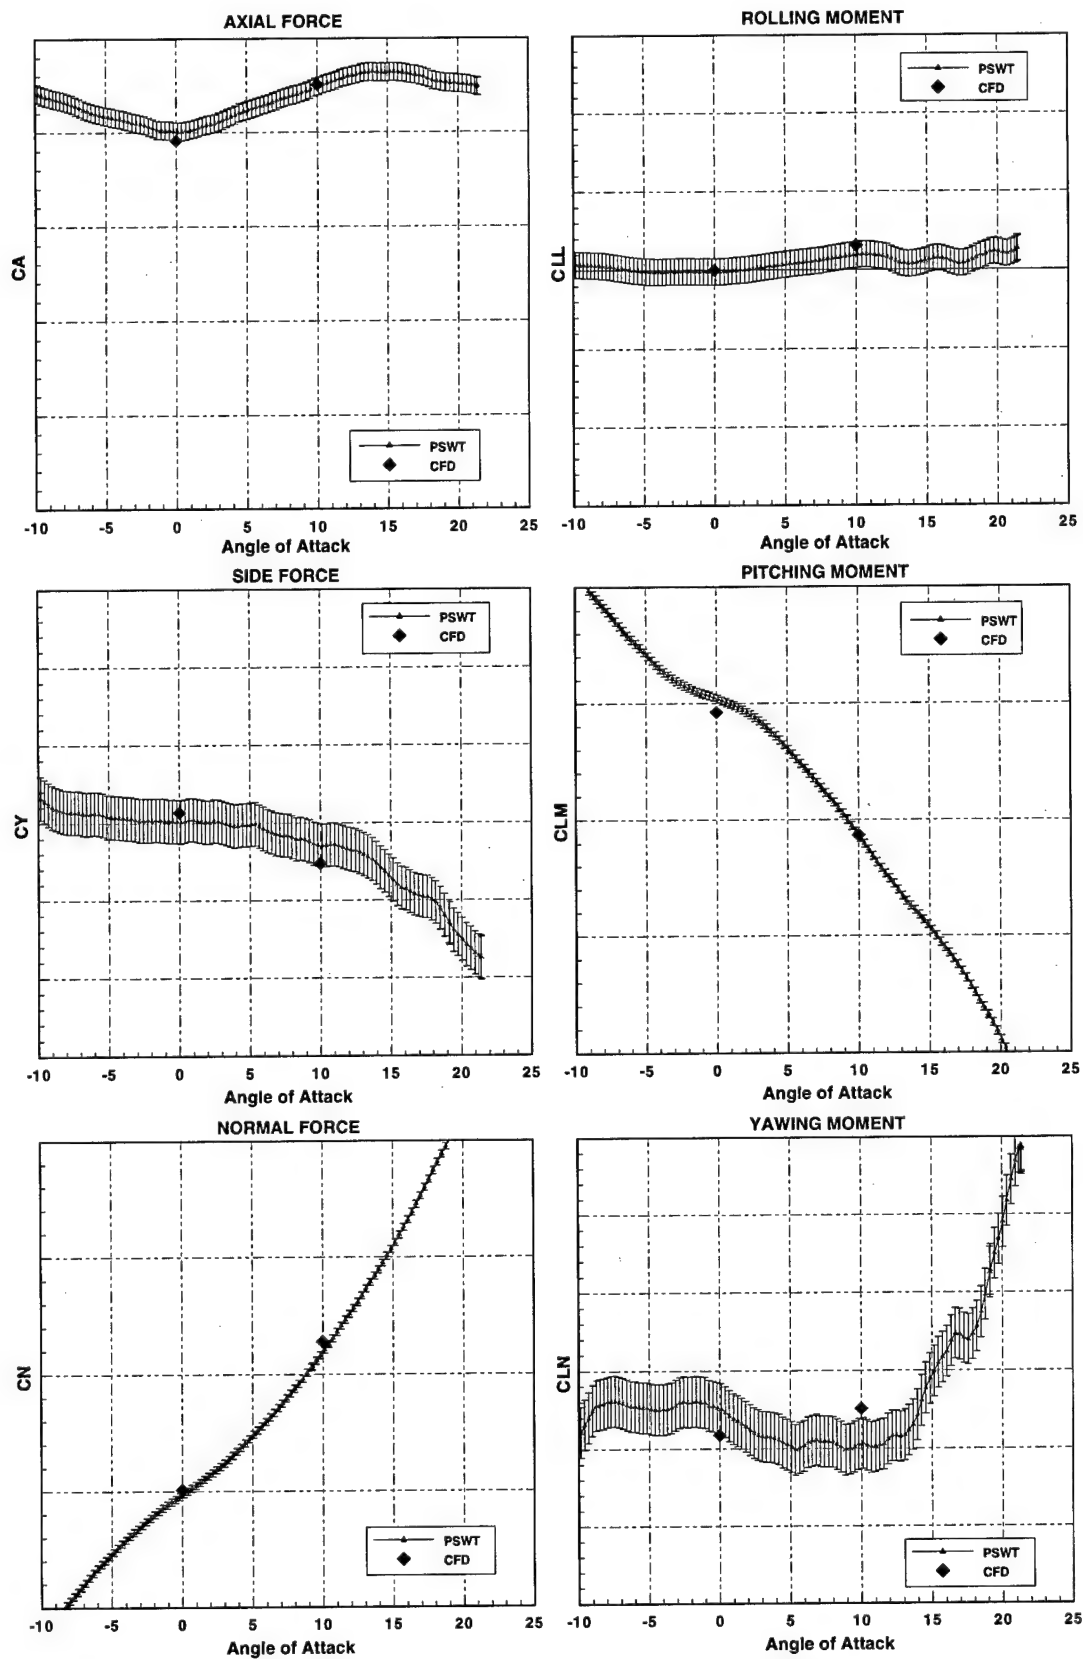 AXIAL FORCE
CA
PSWT
CFD
-10 -5 0 5 10 15 20 25
Angle of Attack
ROLLING MOMENT
CLL
PSWT
CFD
-10 -5 0 5 10 15 20 25
Angle of Attack
SIDE FORCE
CY
PSWT
CFD
-10 -5 0 5 10 15 20 25
Angle of Attack
PITCHING MOMENT
CLM
PSWT
CFD
-10 -5 0 5 10 15 20 25
Angle of Attack
NORMAL FORCE
CN
PSWT
CFD
-10 -5 0 5 10 15 20 25
Angle of Attack
YAWING MOMENT
CLN
PSWT
CFD
-10 -5 0 5 10 15 20 25
Angle of Attack